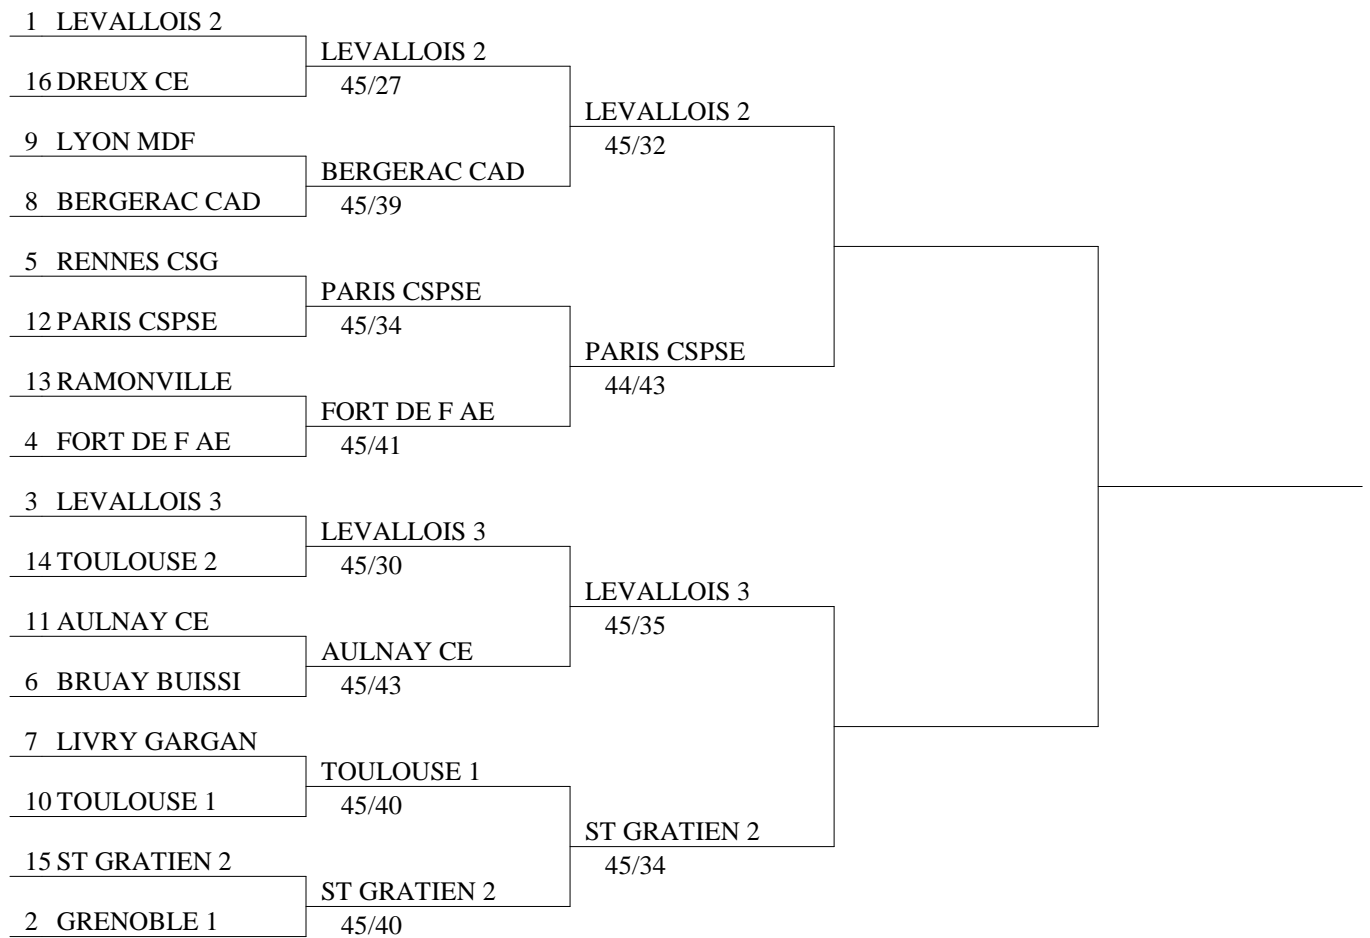 1 LEVALLOIS 2
LEVALLOIS 2
16 DREUX CE
45/27
LEVALLOIS 2
9 LYON MDF
45/32
BERGERAC CAD
8 BERGERAC CAD
45/39
5 RENNES CSG
PARIS CSPSE
12 PARIS CSPSE
45/34
PARIS CSPSE
13 RAMONVILLE
44/43
FORT DE F AE
4 FORT DE F AE
45/41
3 LEVALLOIS 3
LEVALLOIS 3
14 TOULOUSE 2
45/30
LEVALLOIS 3
11 AULNAY CE
45/35
AULNAY CE
6 BRUAY BUISSI
45/43
7 LIVRY GARGAN
TOULOUSE 1
10 TOULOUSE 1
45/40
ST GRATIEN 2
15 ST GRATIEN 2
45/34
ST GRATIEN 2
2 GRENOBLE 1
45/40